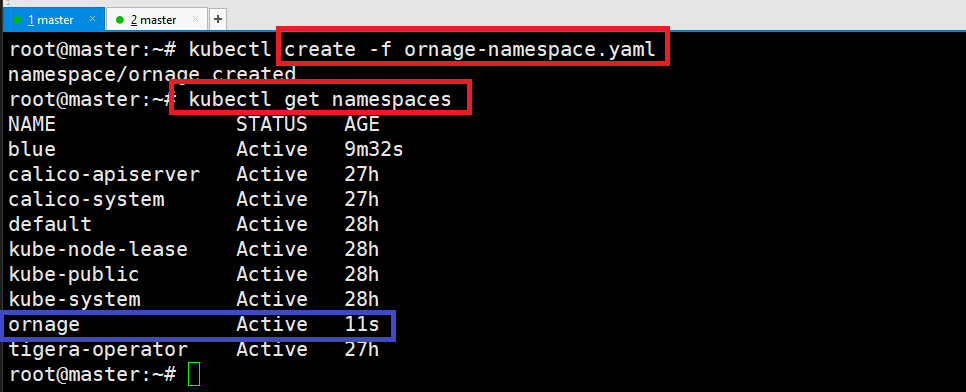 1 master × 2 master × +
root@master:~# kubectl create -f ornage-namespace.yaml
namespace/ornage created
root@master:~# kubectl get namespaces
NAME STATUS AGE
blue Active 9m32s
calico-apiserver Active 27h
calico-system Active 27h
default Active 28h
kube-node-lease Active 28h
kube-public Active 28h
kube-system Active 28h
ornage Active 11s
tigera-operator Active 27h
root@master:~#